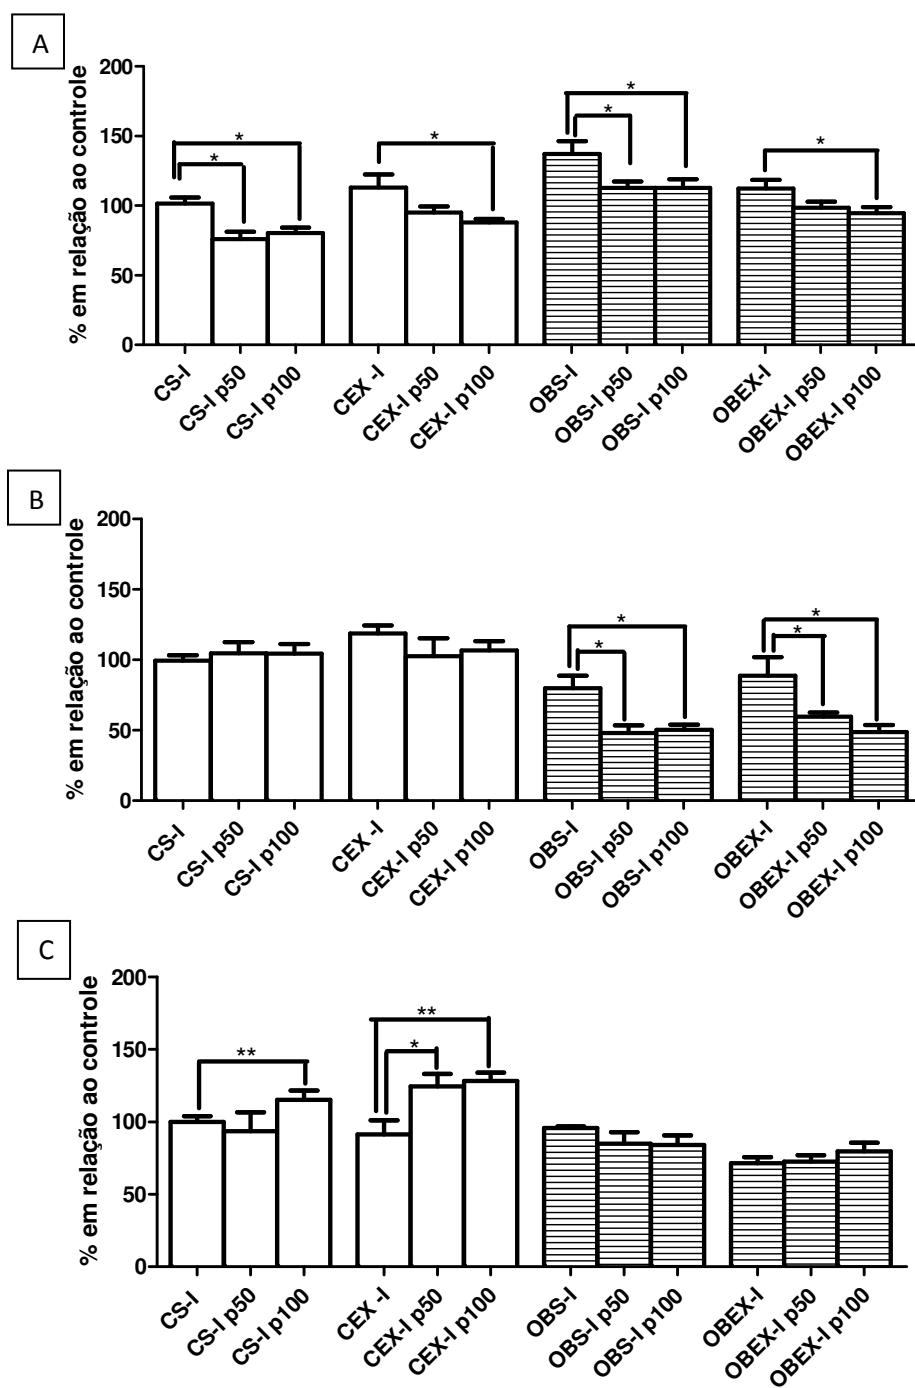 A
% em relação ao controle
200
150
100
50
0
* * * * * *
CS-I CS-I p50 CS-I p100 CEX -I CEX-I p50 CEX-I p100 OBS-I OBS-I p50 OBS-I p100 OBEX-I OBEX-I p50 OBEX-I p100
B
% em relação ao controle
200
150
100
50
0
* * * *
CS-I CS-I p50 CS-I p100 CEX -I CEX-I p50 CEX-I p100 OBS-I OBS-I p50 OBS-I p100 OBEX-I OBEX-I p50 OBEX-I p100
C
% em relação ao controle
200
150
100
50
0
** ** *
CS-I CS-I p50 CS-I p100 CEX -I CEX-I p50 CEX-I p100 OBS-I OBS-I p50 OBS-I p100 OBEX-I OBEX-I p50 OBEX-I p100